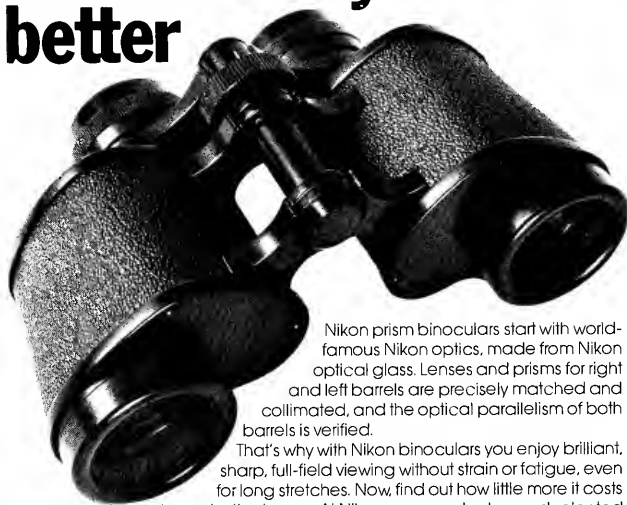 better
Nikon prism binoculars start with world-
famous Nikon optics, made from Nikon
optical glass. Lenses and prisms for right
and left barrels are precisely matched and
collimated, and the optical parallelism of both
barrels is verified.
That's why with Nikon binoculars you enjoy brilliant,
sharp, full-field viewing without strain or fatigue, even
for long stretches. Now, find out how little more it costs